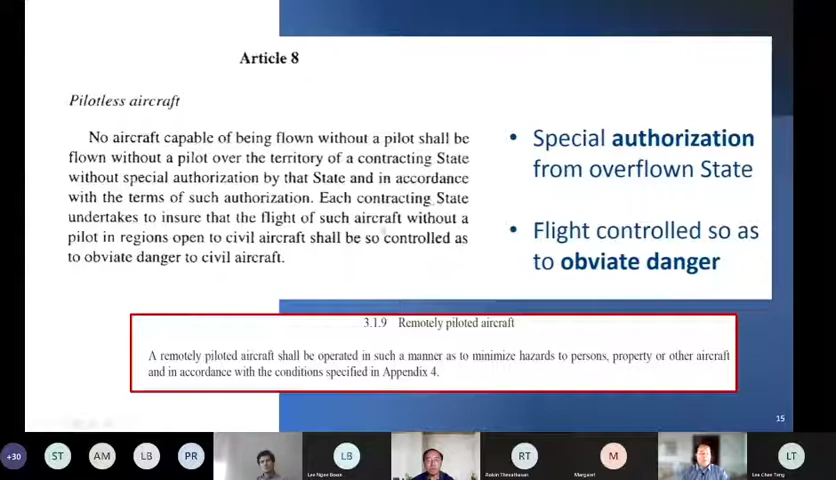 Article 8
Pilotless aircraft
No aircraft capable of being flown without a pilot shall be
flown without a pilot over the territory of a contracting State
without special authorization by that State and in accordance
with the terms of such authorization. Each contracting State
undertakes to insure that the flight of such aircraft without a
pilot in regions open to civil aircraft shall be so controlled as
to obviate danger to civil aircraft.
• Special authorization
from overflown State
• Flight controlled so as
to obviate danger
3.1.9 Remotely piloted aircraft
A remotely piloted aircraft shall be operated in such a manner as to minimize hazards to persons, property or other aircraft
and in accordance with the conditions specified in Appendix 4.
15
+30
ST
AM
LB
PR
LB
RT
M
LT
Margaret